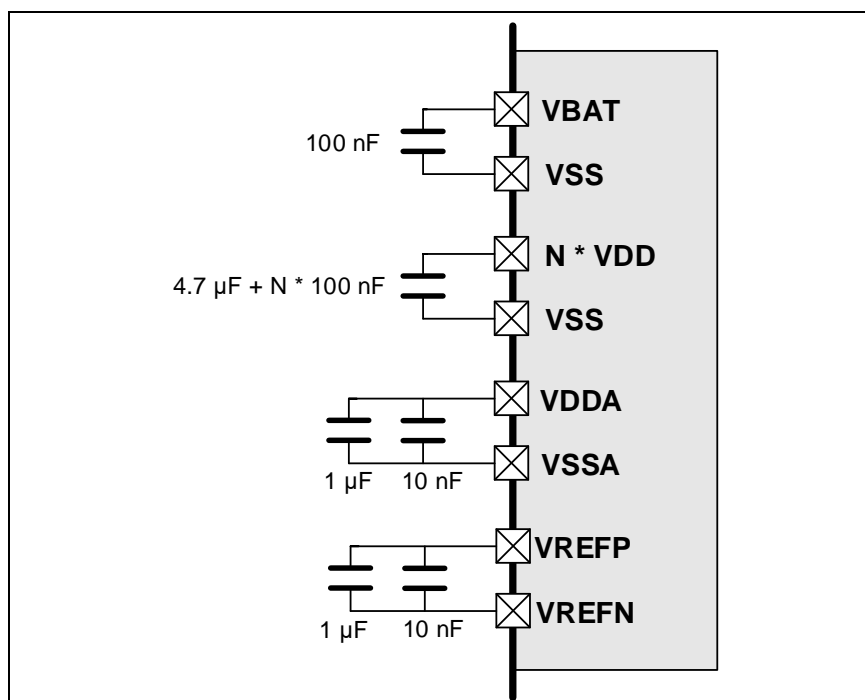 VBAT
100 nF
VSS
N * VDD
4.7 µF + N * 100 nF
VSS
VDDA
VSSA
1 µF 10 nF
VREFP
VREFN
1 µF 10 nF